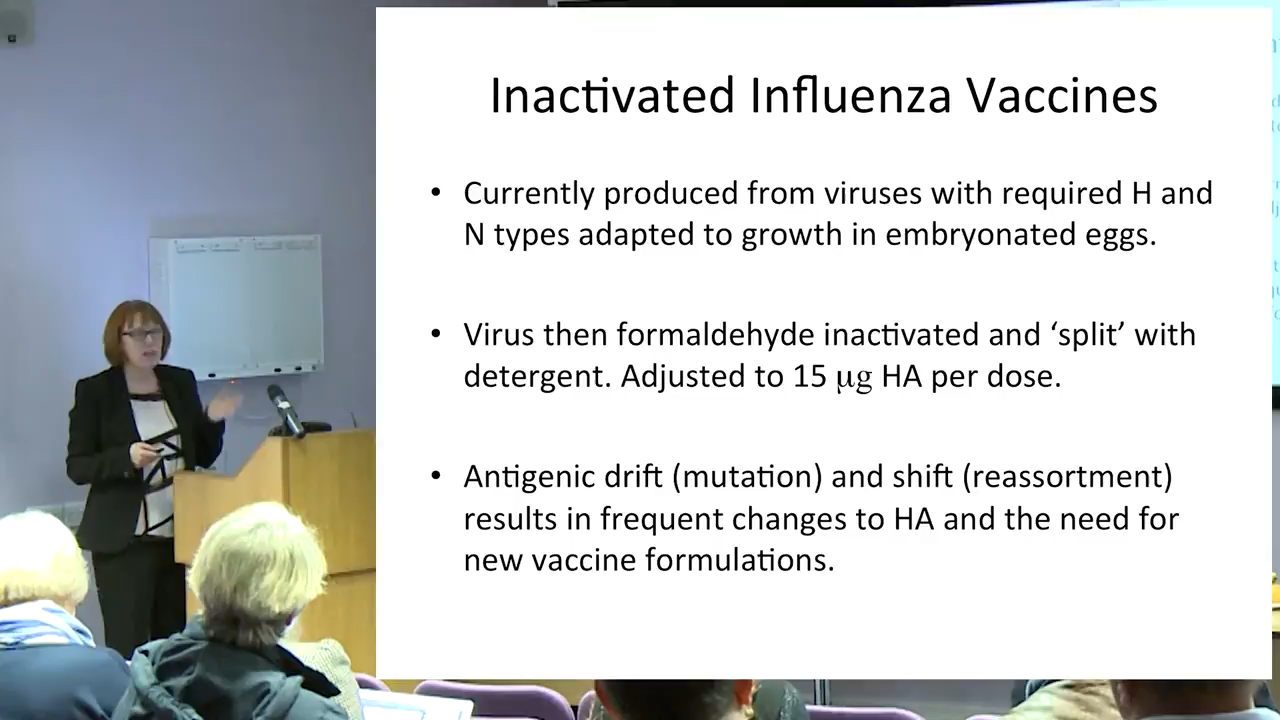 Inactivated Influenza Vaccines
• Currently produced from viruses with required H and
N types adapted to growth in embryonated eggs.
• Virus then formaldehyde inactivated and ‘split’ with
detergent. Adjusted to 15 μg HA per dose.
• Antigenic drift (mutation) and shift (reassortment)
results in frequent changes to HA and the need for
new vaccine formulations.